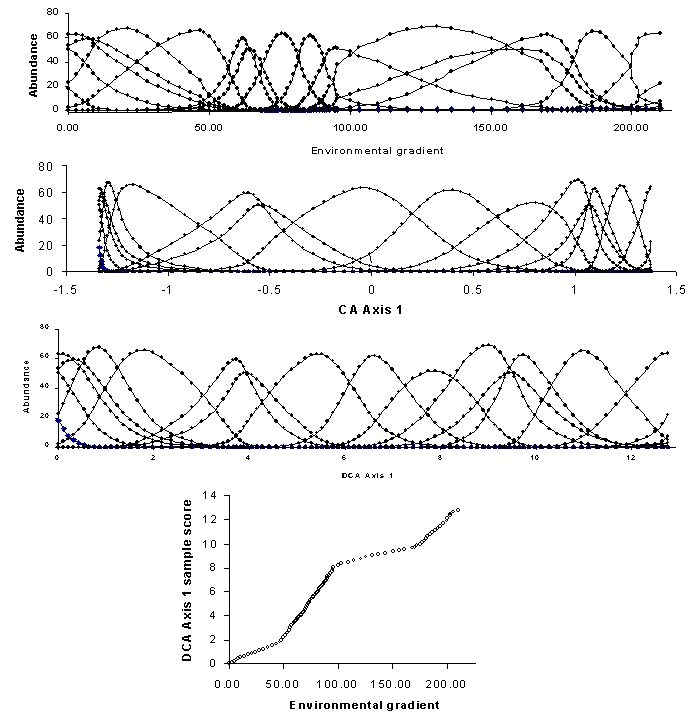 80
60
40
20
0
Abundance
0.00 50.00 100.00 150.00 200.00
Environmental gradient
80
60
40
20
0
Abundance
-1.5 -1 -0.5 0 0.5 1 1.5
CA Axis 1
80
60
40
20
0
Abundance
0 2 4 6 8 10 12
DCA Axis 1
14
12
10
8
6
4
2
0
DCA Axis 1 sample score
0.00 50.00 100.00 150.00 200.00
Environmental gradient